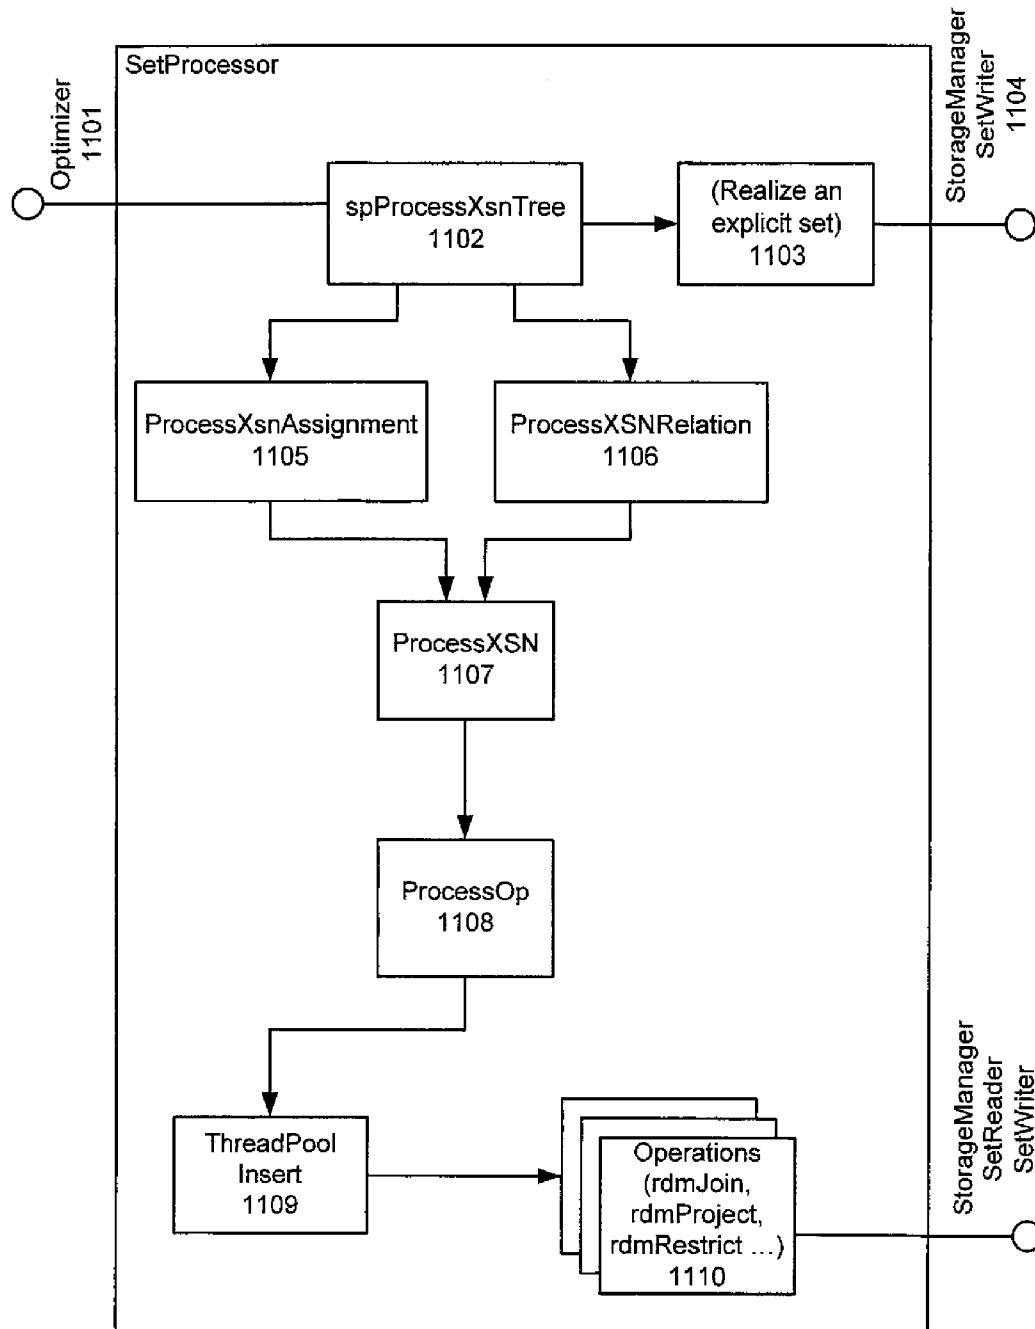 SetProcessor
Optimizer
1101
StorageManager
SetWriter
1104
spProcessXsnTree
1102
(Realize an
explicit set)
1103
ProcessXsnAssignment
1105
ProcessXSNRelation
1106
ProcessXSN
1107
ProcessOp
1108
ThreadPool
Insert
1109
Operations
(rdmJoin,
rdmProject,
rdmRestrict ...)
1110
StorageManager
SetReader
SetWriter